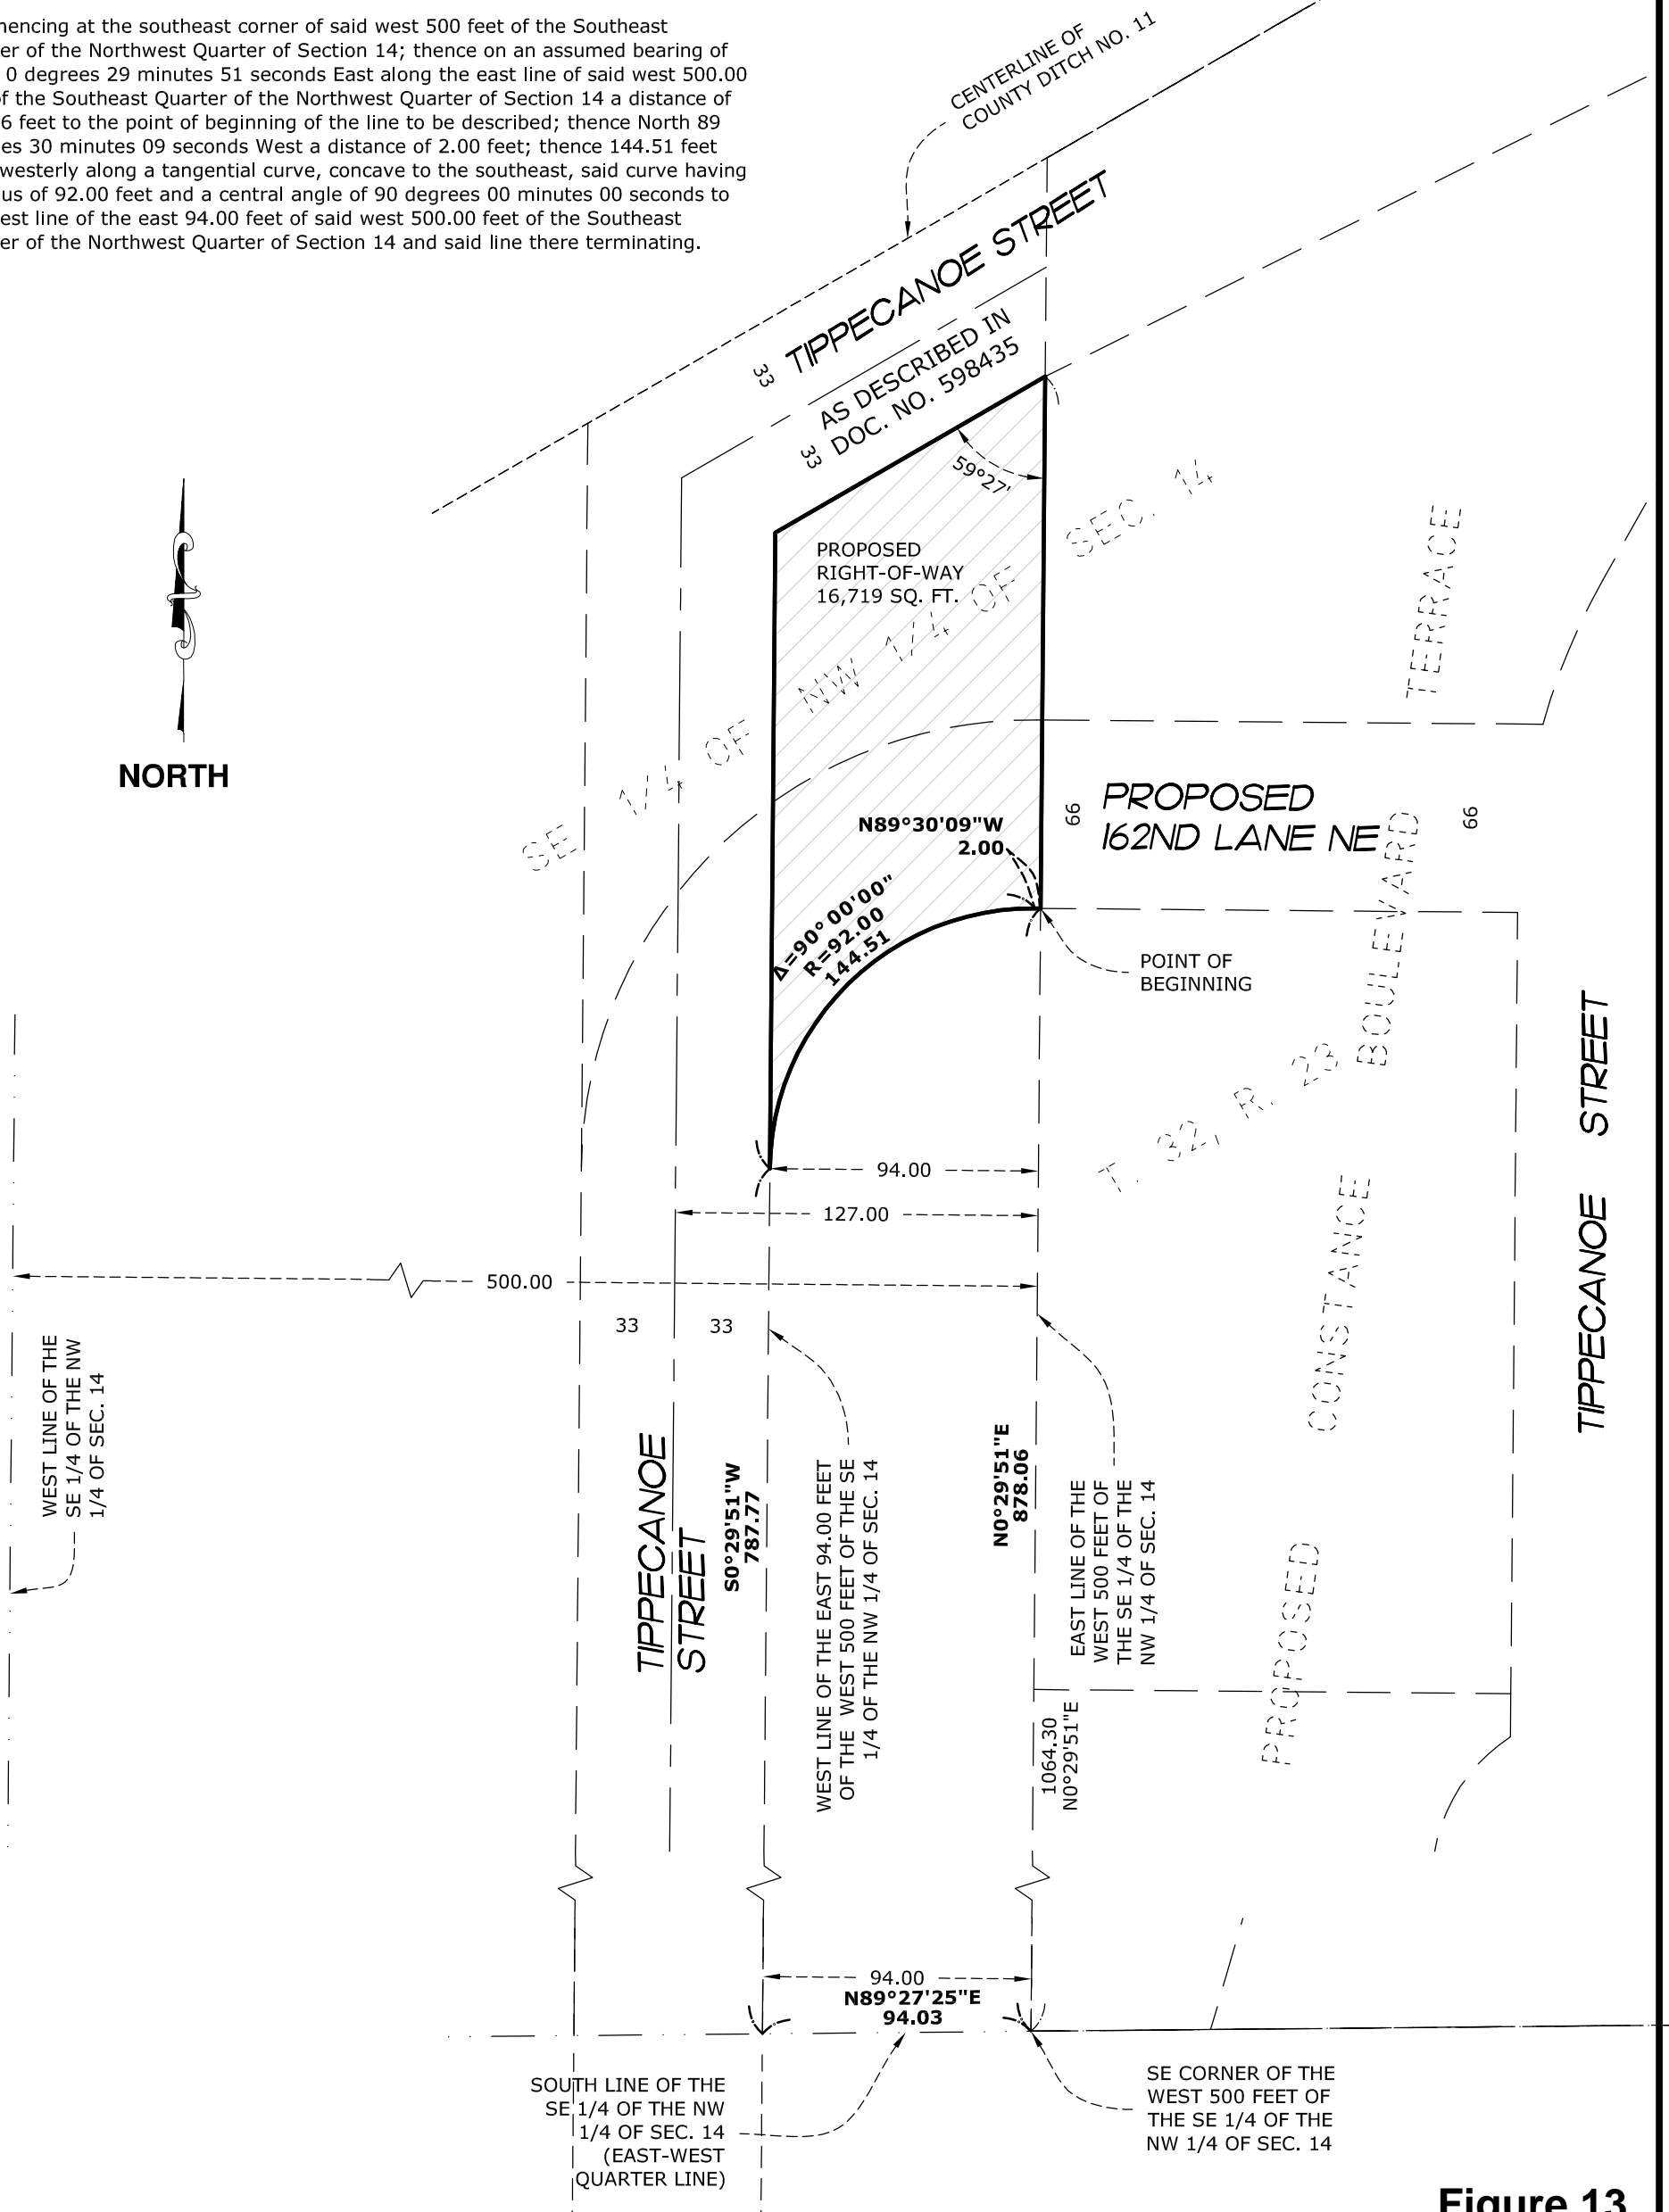 mencing at the southeast corner of said west 500 feet of the Southeast
er of the Northwest Quarter of Section 14; thence on an assumed bearing of
0 degrees 29 minutes 51 seconds East along the east line of said west 500.00
of the Southeast Quarter of the Northwest Quarter of Section 14 a distance of
6 feet to the point of beginning of the line to be described; thence North 89
es 30 minutes 09 seconds West a distance of 2.00 feet; thence 144.51 feet
westerly along a tangential curve, concave to the southeast, said curve having
us of 92.00 feet and a central angle of 90 degrees 00 minutes 00 seconds to
est line of the east 94.00 feet of said west 500.00 feet of the Southeast
er of the Northwest Quarter of Section 14 and said line there terminating.
CENTERLINE OF
COUNTY DITCH NO. 11
33
TIPPECANOE STREET
AS DESCRIBED IN
33 DOC. NO. 598435
59°27'
PROPOSED
RIGHT-OF-WAY
16,719 SQ. FT.
SE 1/4 OF NW 1/4 OF SEC. 14
NORTH
N89°30'09"W
2.00
66
PROPOSED
162ND LANE NE
66
Δ=90°00'00"
R=92.00
144.51
POINT OF
BEGINNING
T. 32, R. 23
PROPOSED CONSTANCE BOULEVARD TERRACE
TIPPECANOE STREET
94.00
127.00
500.00
33
33
WEST LINE OF THE
SE 1/4 OF THE NW
1/4 OF SEC. 14
TIPPECANOE
STREET
S0°29'51"W
787.77
WEST LINE OF THE EAST 94.00 FEET
OF THE WEST 500 FEET OF THE SE
1/4 OF THE NW 1/4 OF SEC. 14
N0°29'51"E
878.06
EAST LINE OF THE
WEST 500 FEET OF
THE SE 1/4 OF THE
NW 1/4 OF SEC. 14
1064.30
N0°29'51"E
94.00
N89°27'25"E
94.03
SOUTH LINE OF THE
SE 1/4 OF THE NW
1/4 OF SEC. 14
(EAST-WEST
QUARTER LINE)
SE CORNER OF THE
WEST 500 FEET OF
THE SE 1/4 OF THE
NW 1/4 OF SEC. 14
Figure 13